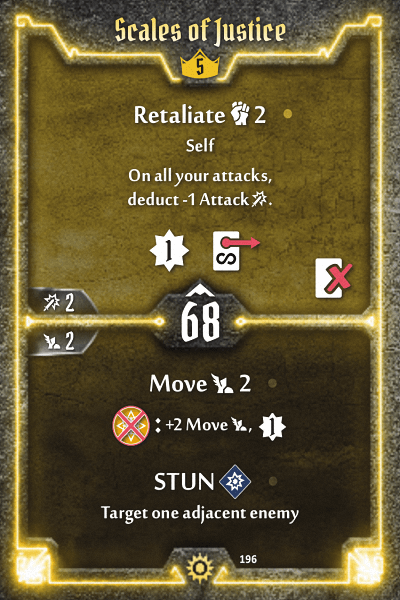 Scales of Justice
5
Retaliate 2
Self
On all your attacks,
deduct -1 Attack.
1
2
68
2
Move 2
: +2 Move, 1
STUN
Target one adjacent enemy
196